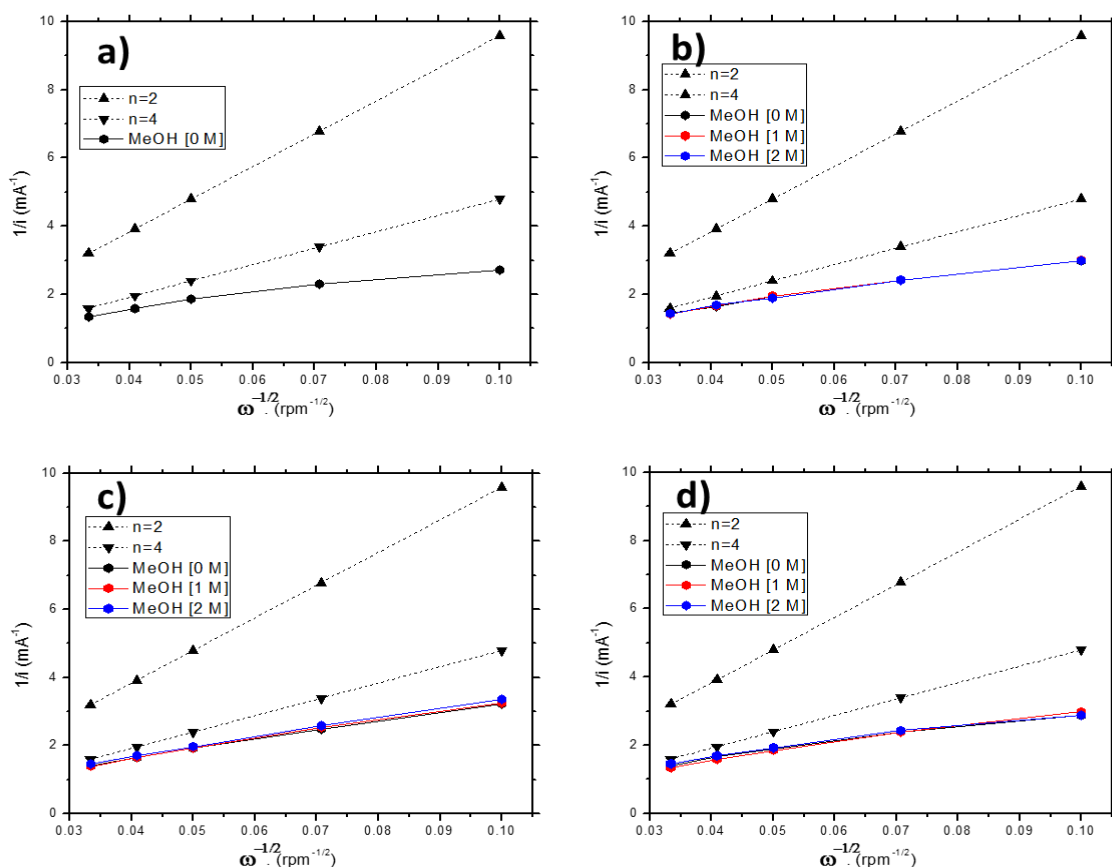 a)
n=2
n=4
MeOH [0 M]
1/i (mA-1)
10
8
6
4
2
0
0.03 0.04 0.05 0.06 0.07 0.08 0.09 0.10
ω-1/2 . (rpm-1/2)
b)
n=2
n=4
MeOH [0 M]
MeOH [1 M]
MeOH [2 M]
1/i (mA-1)
10
8
6
4
2
0
0.03 0.04 0.05 0.06 0.07 0.08 0.09 0.10
ω-1/2 . (rpm-1/2)
c)
n=2
n=4
MeOH [0 M]
MeOH [1 M]
MeOH [2 M]
1/i (mA-1)
10
8
6
4
2
0
0.03 0.04 0.05 0.06 0.07 0.08 0.09 0.10
ω-1/2 . (rpm-1/2)
d)
n=2
n=4
MeOH [0 M]
MeOH [1 M]
MeOH [2 M]
1/i (mA-1)
10
8
6
4
2
0
0.03 0.04 0.05 0.06 0.07 0.08 0.09 0.10
ω-1/2 . (rpm-1/2)